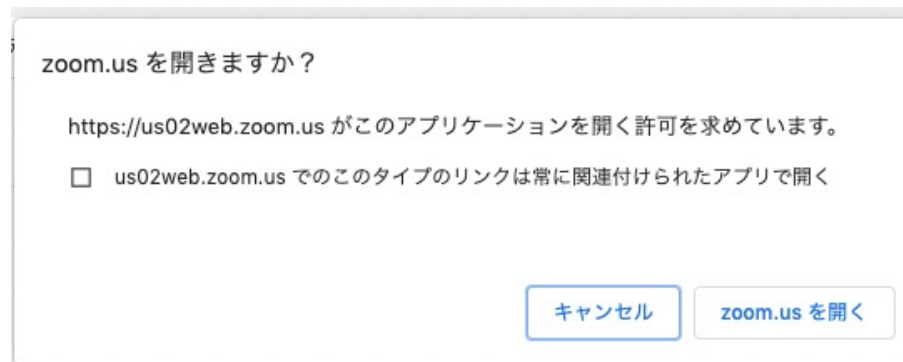 zoom.us を開きますか？
https://us02web.zoom.us がこのアプリケーションを開く許可を求めています。
us02web.zoom.us でのこのタイプのリンクは常に関連付けられたアプリで開く
キャンセル
zoom.us を開く